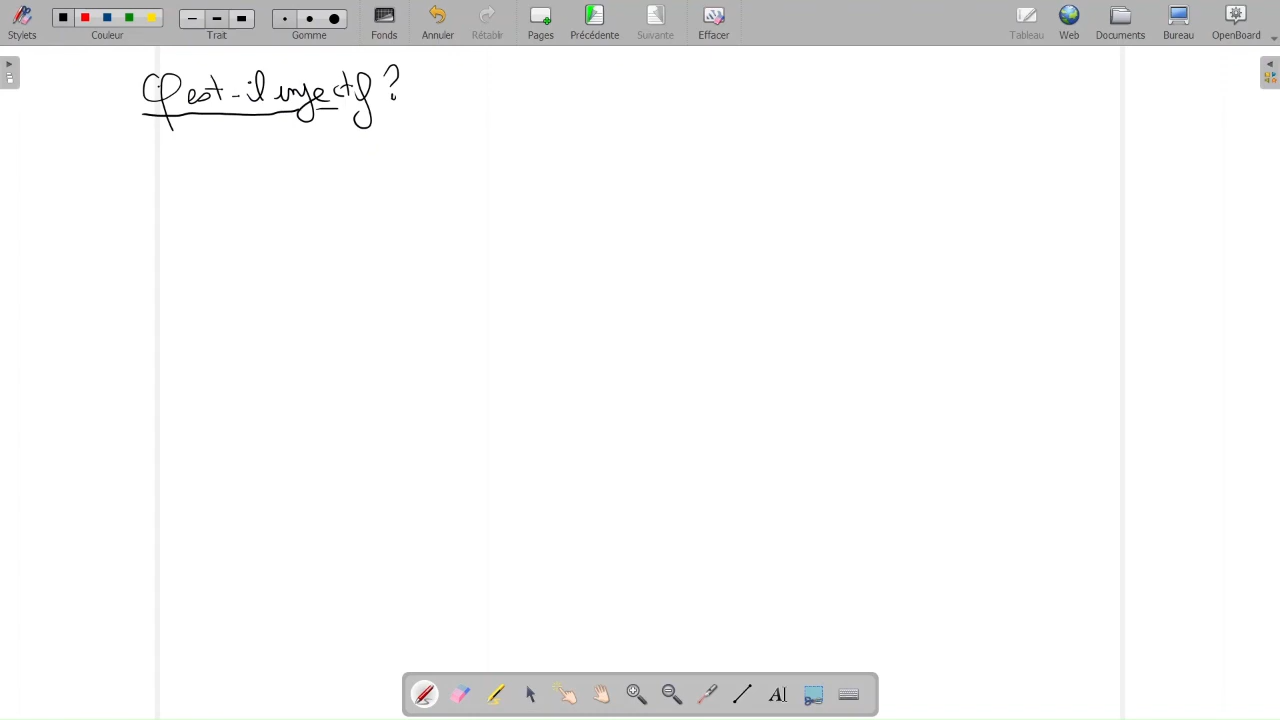 Stylets
Couleur
Trait
Gomme
Fonds
Annuler
Rétablir
Pages
Précédente
Suivante
Effacer
Tableau
Web
Documents
Bureau
OpenBoard
φ est-il injectif ?
AI